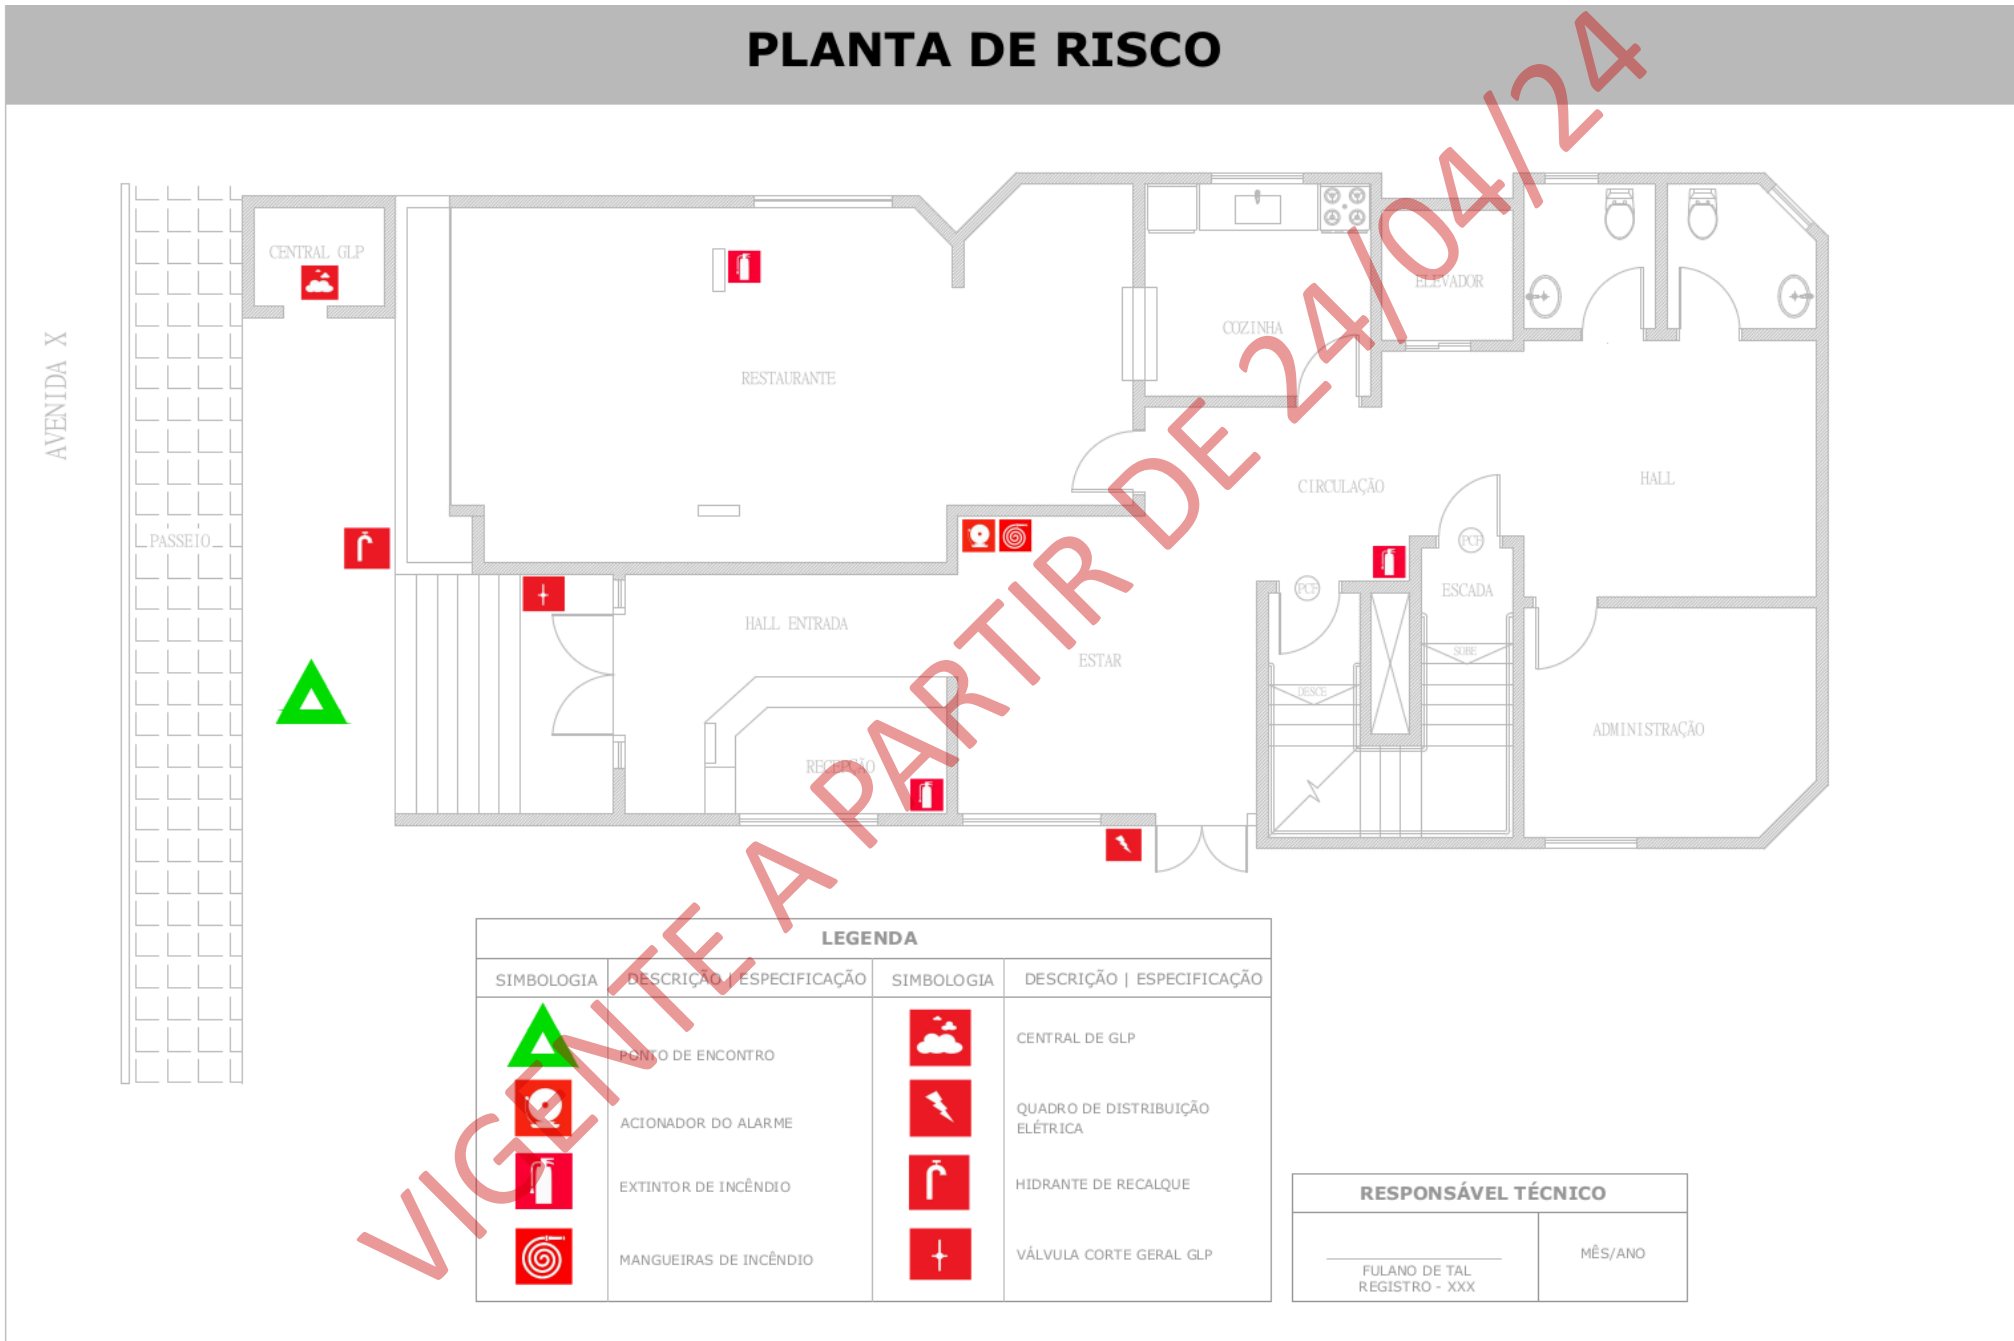 PLANTA DE RISCO
CENTRAL GLP
AVENIDA X
PASSEIO
RESTAURANTE
COZINHA
ELEVADOR
CIRCULAÇÃO
HALL
PCF
PCF
ESCADA
SOBE
DESCE
HALL ENTRADA
ESTAR
RECEPÇÃO
ADMINISTRAÇÃO
VIGENTE A PARTIR DE 24/04/24
LEGENDA
SIMBOLOGIA DESCRIÇÃO | ESPECIFICAÇÃO SIMBOLOGIA DESCRIÇÃO | ESPECIFICAÇÃO
PONTO DE ENCONTRO
CENTRAL DE GLP
ACIONADOR DO ALARME
QUADRO DE DISTRIBUIÇÃO
ELÉTRICA
EXTINTOR DE INCÊNDIO
HIDRANTE DE RECALQUE
MANGUEIRAS DE INCÊNDIO
VÁLVULA CORTE GERAL GLP
RESPONSÁVEL TÉCNICO
FULANO DE TAL
REGISTRO - XXX
MÊS/ANO